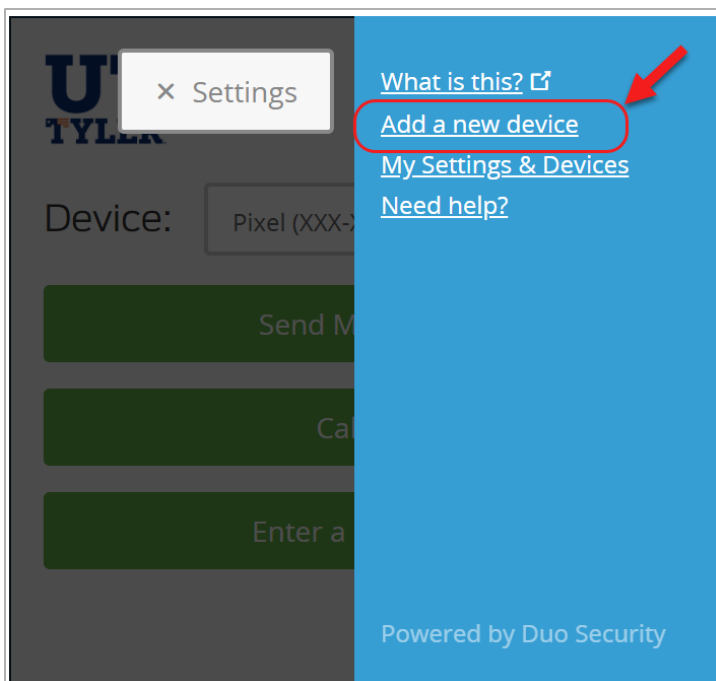 UT
TYLER
× Settings
What is this?
Add a new device
My Settings & Devices
Need help?
Device:
Pixel (XXX-
Send M
Cal
Enter a
Powered by Duo Security